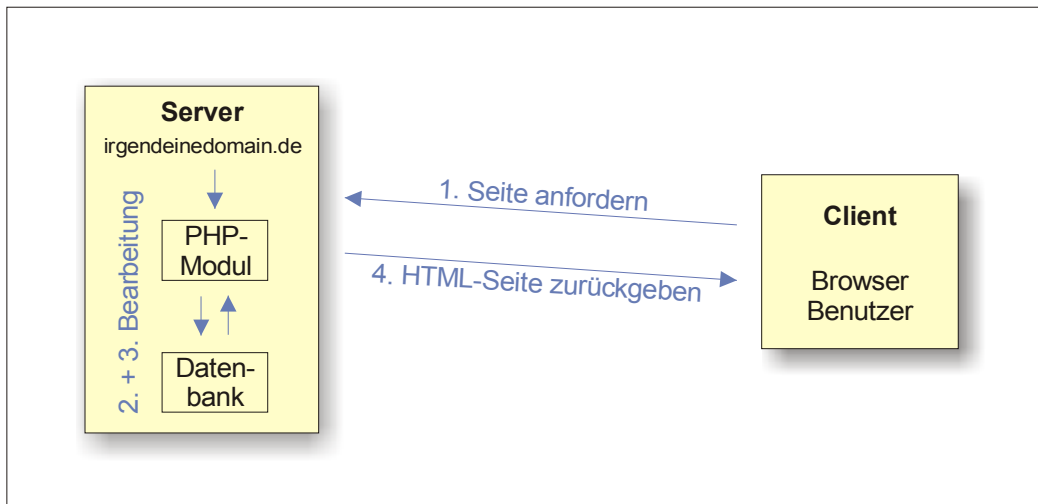 Server
irgendeinedomain.de
2. + 3. Bearbeitung
PHP-
Modul
Daten-
bank
1. Seite anfordern
4. HTML-Seite zurückgeben
Client
Browser
Benutzer